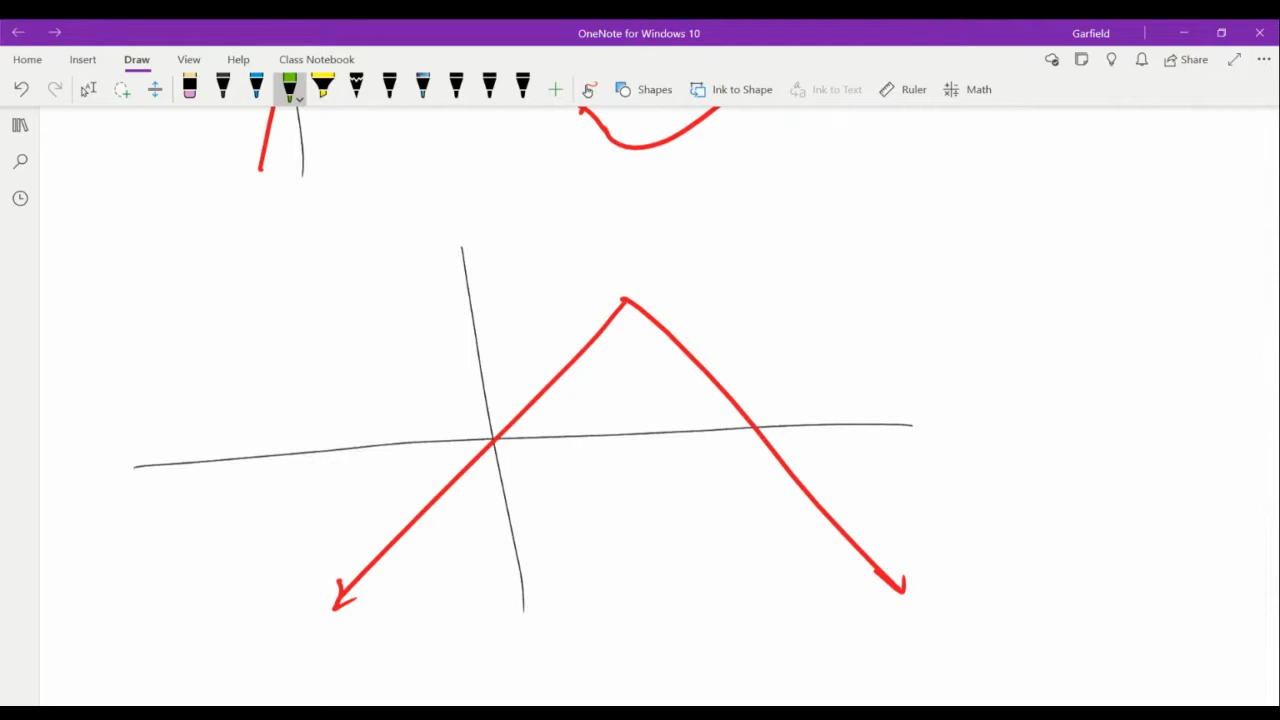 OneNote for Windows 10
Garfield
Home
Insert
Draw
View
Help
Class Notebook
Share
Shapes
Ink to Shape
Ink to Text
Ruler
Math